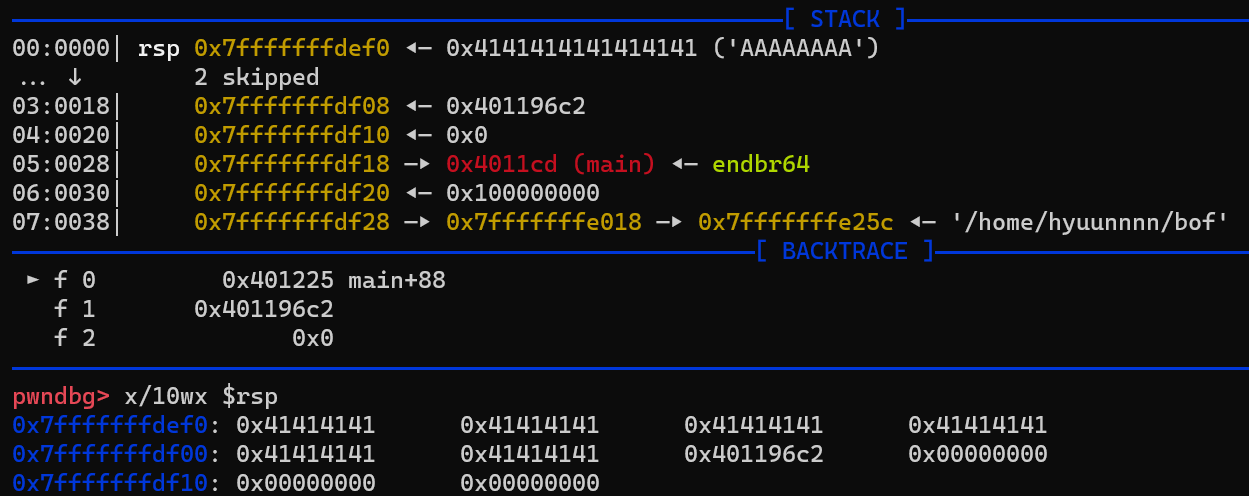 [ STACK ]
00:0000│ rsp 0x7fffffffdef0 ◂— 0x4141414141414141 ('AAAAAAAA')
... ↓ 2 skipped
03:0018│ 0x7fffffffdf08 ◂— 0x401196c2
04:0020│ 0x7fffffffdf10 ◂— 0x0
05:0028│ 0x7fffffffdf18 —▸ 0x4011cd (main) ◂— endbr64
06:0030│ 0x7fffffffdf20 ◂— 0x100000000
07:0038│ 0x7fffffffdf28 —▸ 0x7fffffffe018 —▸ 0x7fffffffe25c ◂— '/home/hyuunnnn/bof'
[ BACKTRACE ]
► f 0 0x401225 main+88
f 1 0x401196c2
f 2 0x0
pwndbg> x/10wx $rsp
0x7fffffffdef0: 0x41414141 0x41414141 0x41414141 0x41414141
0x7fffffffdf00: 0x41414141 0x41414141 0x401196c2 0x00000000
0x7fffffffdf10: 0x00000000 0x00000000